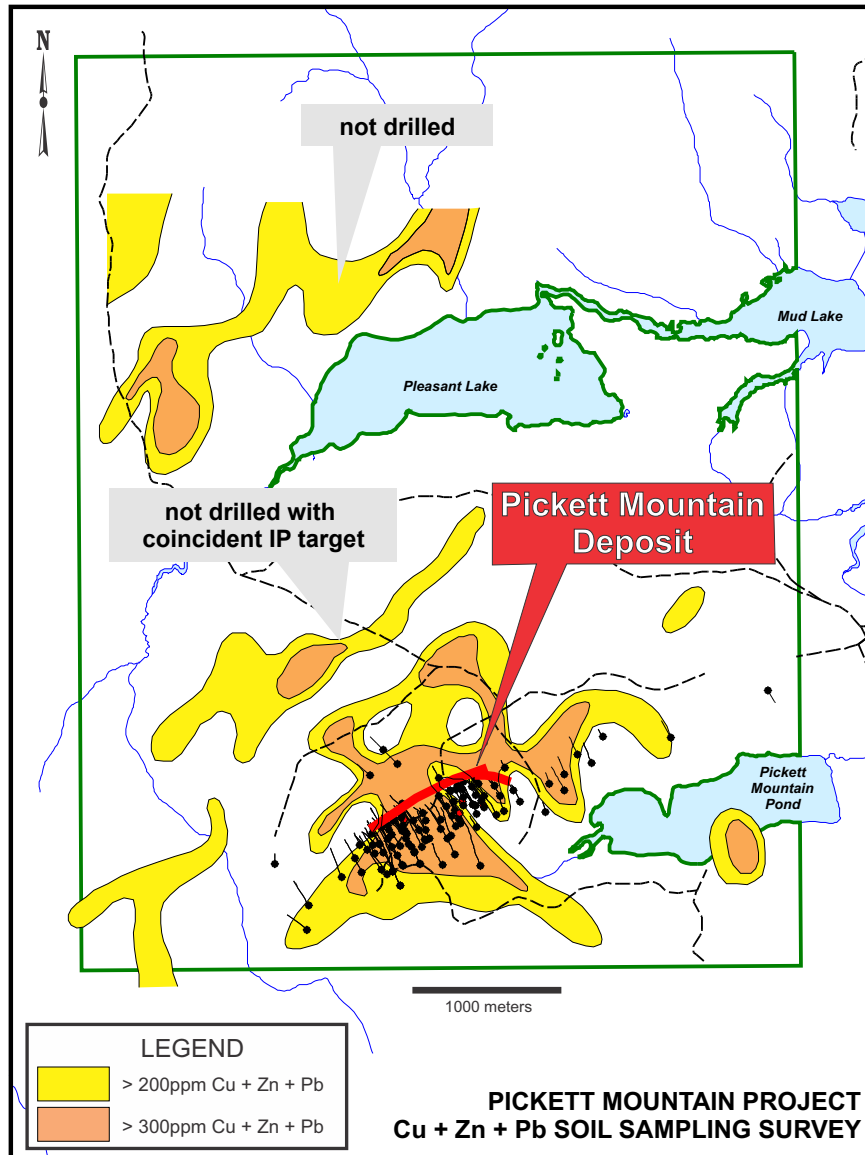 N
not drilled
Mud Lake
Pleasant Lake
not drilled with
coincident IP target
Pickett Mountain
Deposit
Pickett
Mountain
Pond
1000 meters
LEGEND
> 200ppm Cu + Zn + Pb
> 300ppm Cu + Zn + Pb
PICKETT MOUNTAIN PROJECT
Cu + Zn + Pb SOIL SAMPLING SURVEY